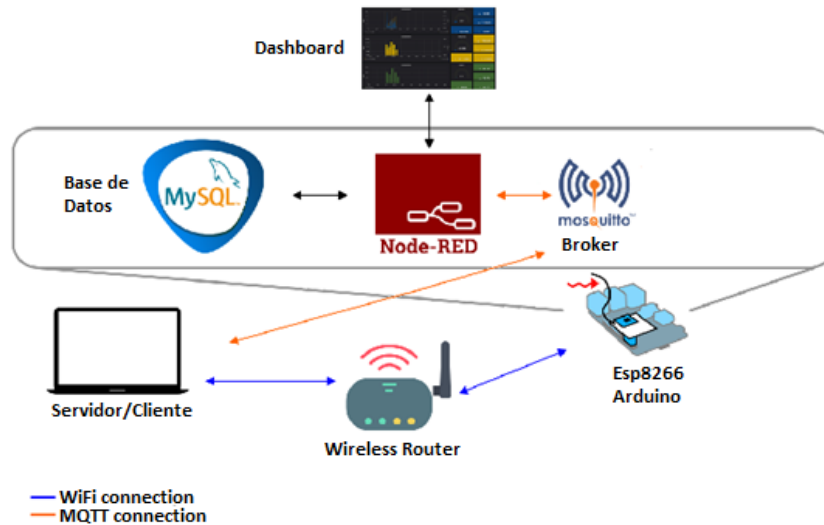 Dashboard
Base de
Datos
MySQL
Node-RED
mosquitto
Broker
Servidor/Cliente
Wireless Router
Esp8266
Arduino
WiFi connection
MQTT connection